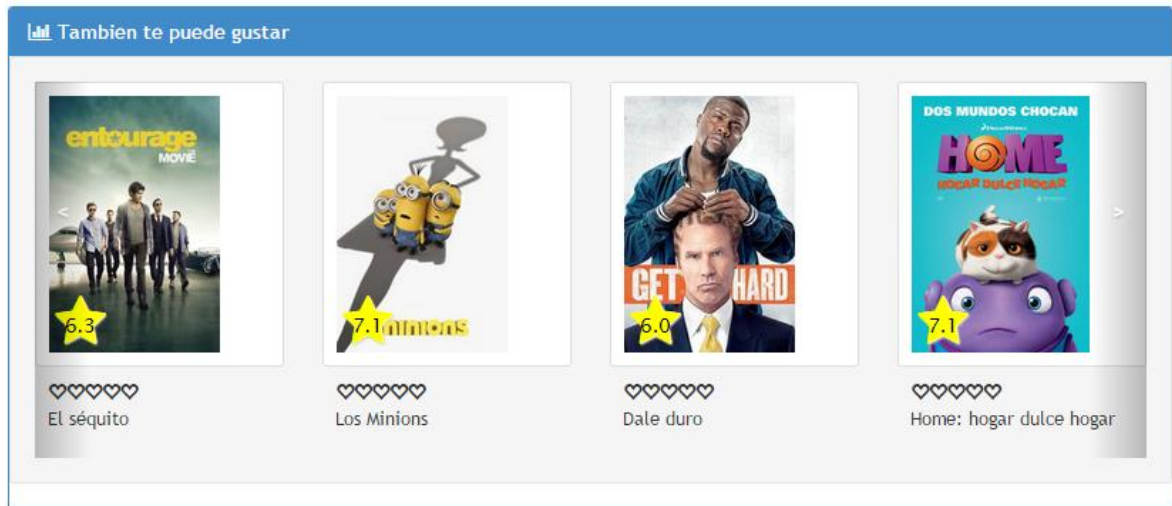 Tambien te puede gustar
entourage
MOVIE
<
6.3
El séquito
7.1
minions
Los Minions
GET HARD
6.0
Dale duro
DOS MUNDOS CHOCAN
DreamWorks
HOME
HOGAR DULCE HOGAR
>
7.1
Home: hogar dulce hogar